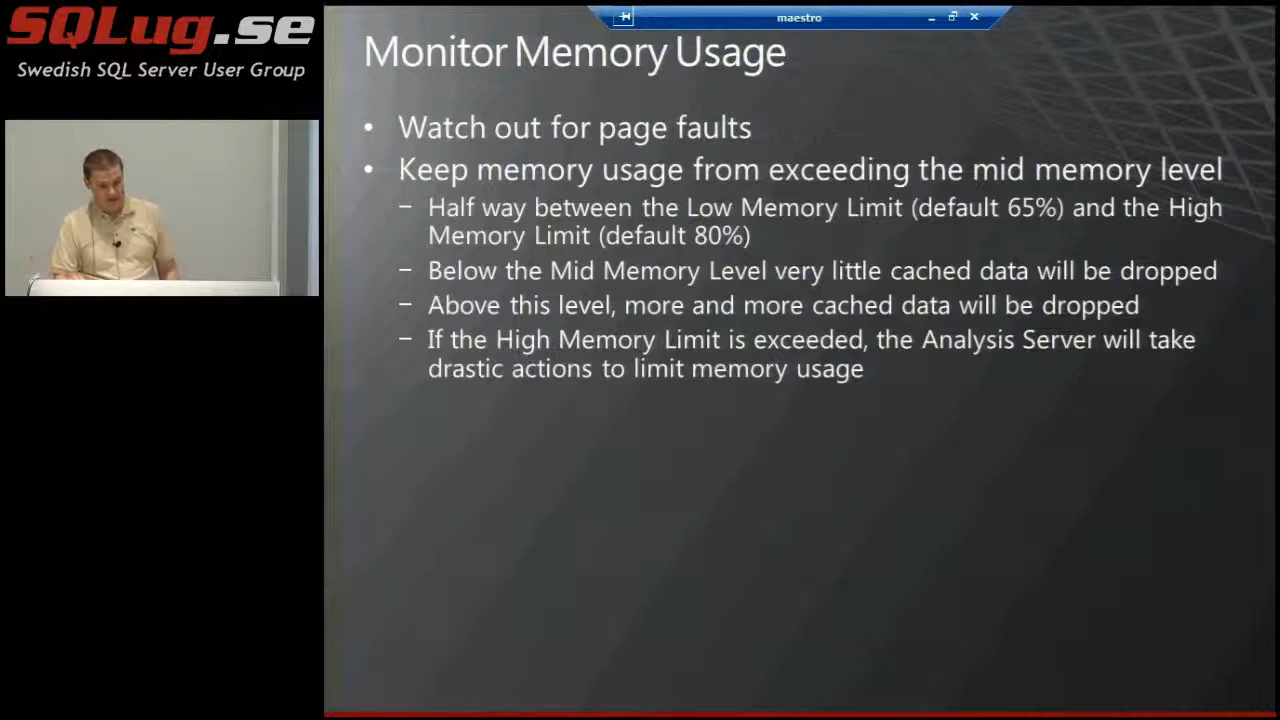 SQLug.se
Swedish SQL Server User Group
maestro
Monitor Memory Usage
• Watch out for page faults
• Keep memory usage from exceeding the mid memory level
– Half way between the Low Memory Limit (default 65%) and the High
Memory Limit (default 80%)
– Below the Mid Memory Level very little cached data will be dropped
– Above this level, more and more cached data will be dropped
– If the High Memory Limit is exceeded, the Analysis Server will take
drastic actions to limit memory usage